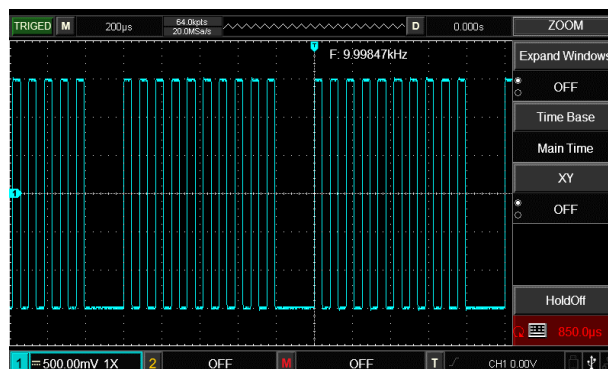 TRIGED M 200μs 64.0kpts 20.0MSa/s D 0.000s ZOOM
T
F: 9.99847kHz
Expand Windows
OFF
Time Base
Main Time
1
XY
OFF
HoldOff
850.0μs
1 500.00mV 1X 2 OFF M OFF T CH1 0.00V